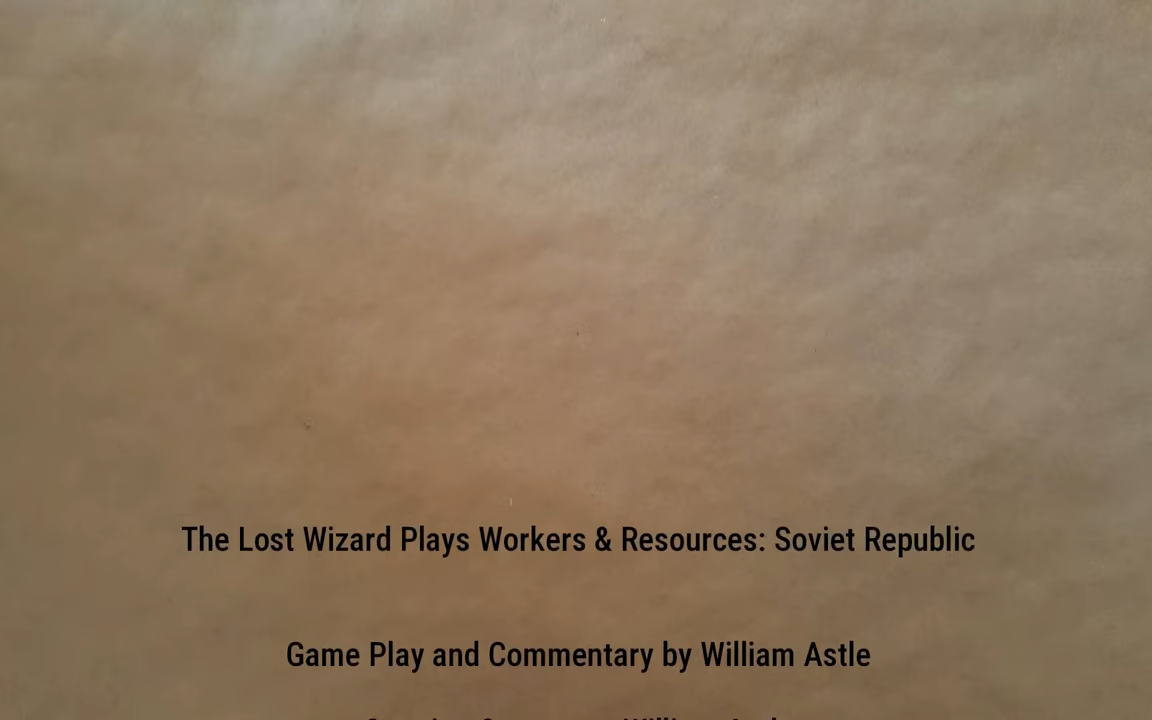 The Lost Wizard Plays Workers & Resources: Soviet Republic
Game Play and Commentary by William Astle